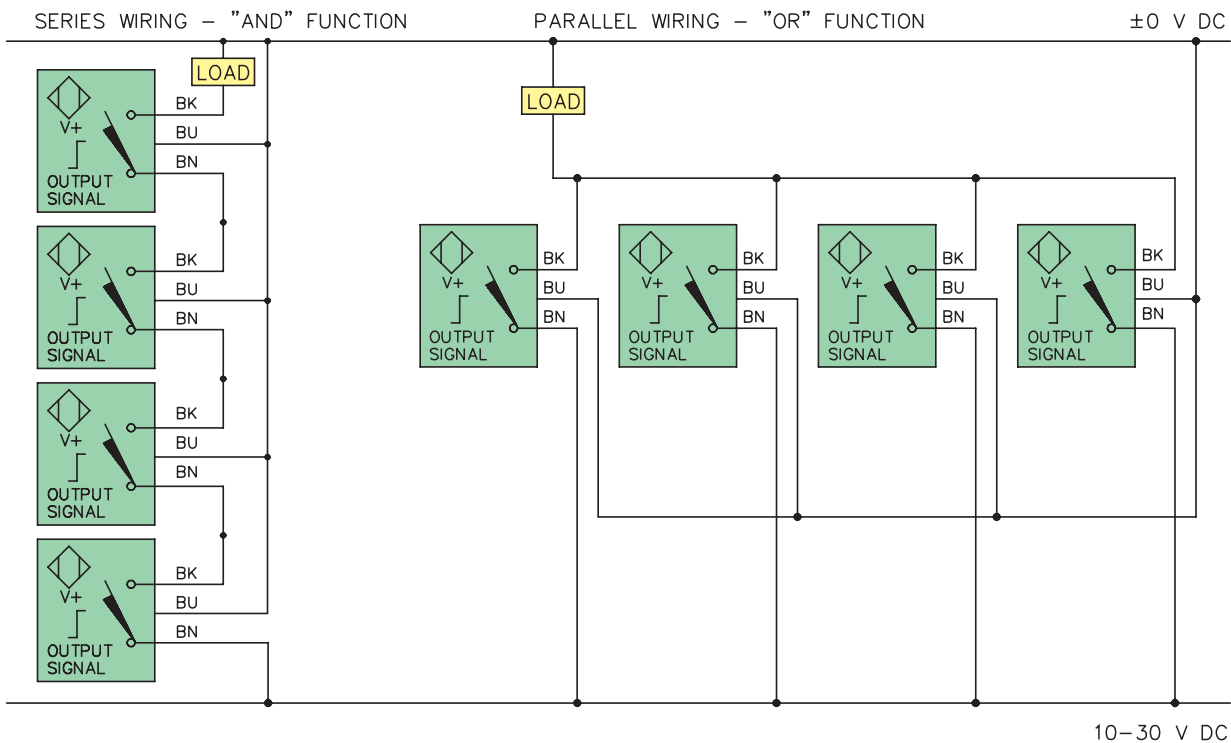 SERIES WIRING – "AND" FUNCTION
PARALLEL WIRING – "OR" FUNCTION
±0 V DC
LOAD
BK
V+
BU
BN
OUTPUT
SIGNAL
BK
V+
BU
BN
OUTPUT
SIGNAL
BK
V+
BU
BN
OUTPUT
SIGNAL
BK
V+
BU
BN
OUTPUT
SIGNAL
LOAD
BK
V+
BU
BN
OUTPUT
SIGNAL
BK
V+
BU
BN
OUTPUT
SIGNAL
BK
V+
BU
BN
OUTPUT
SIGNAL
BK
V+
BU
BN
OUTPUT
SIGNAL
10–30 V DC